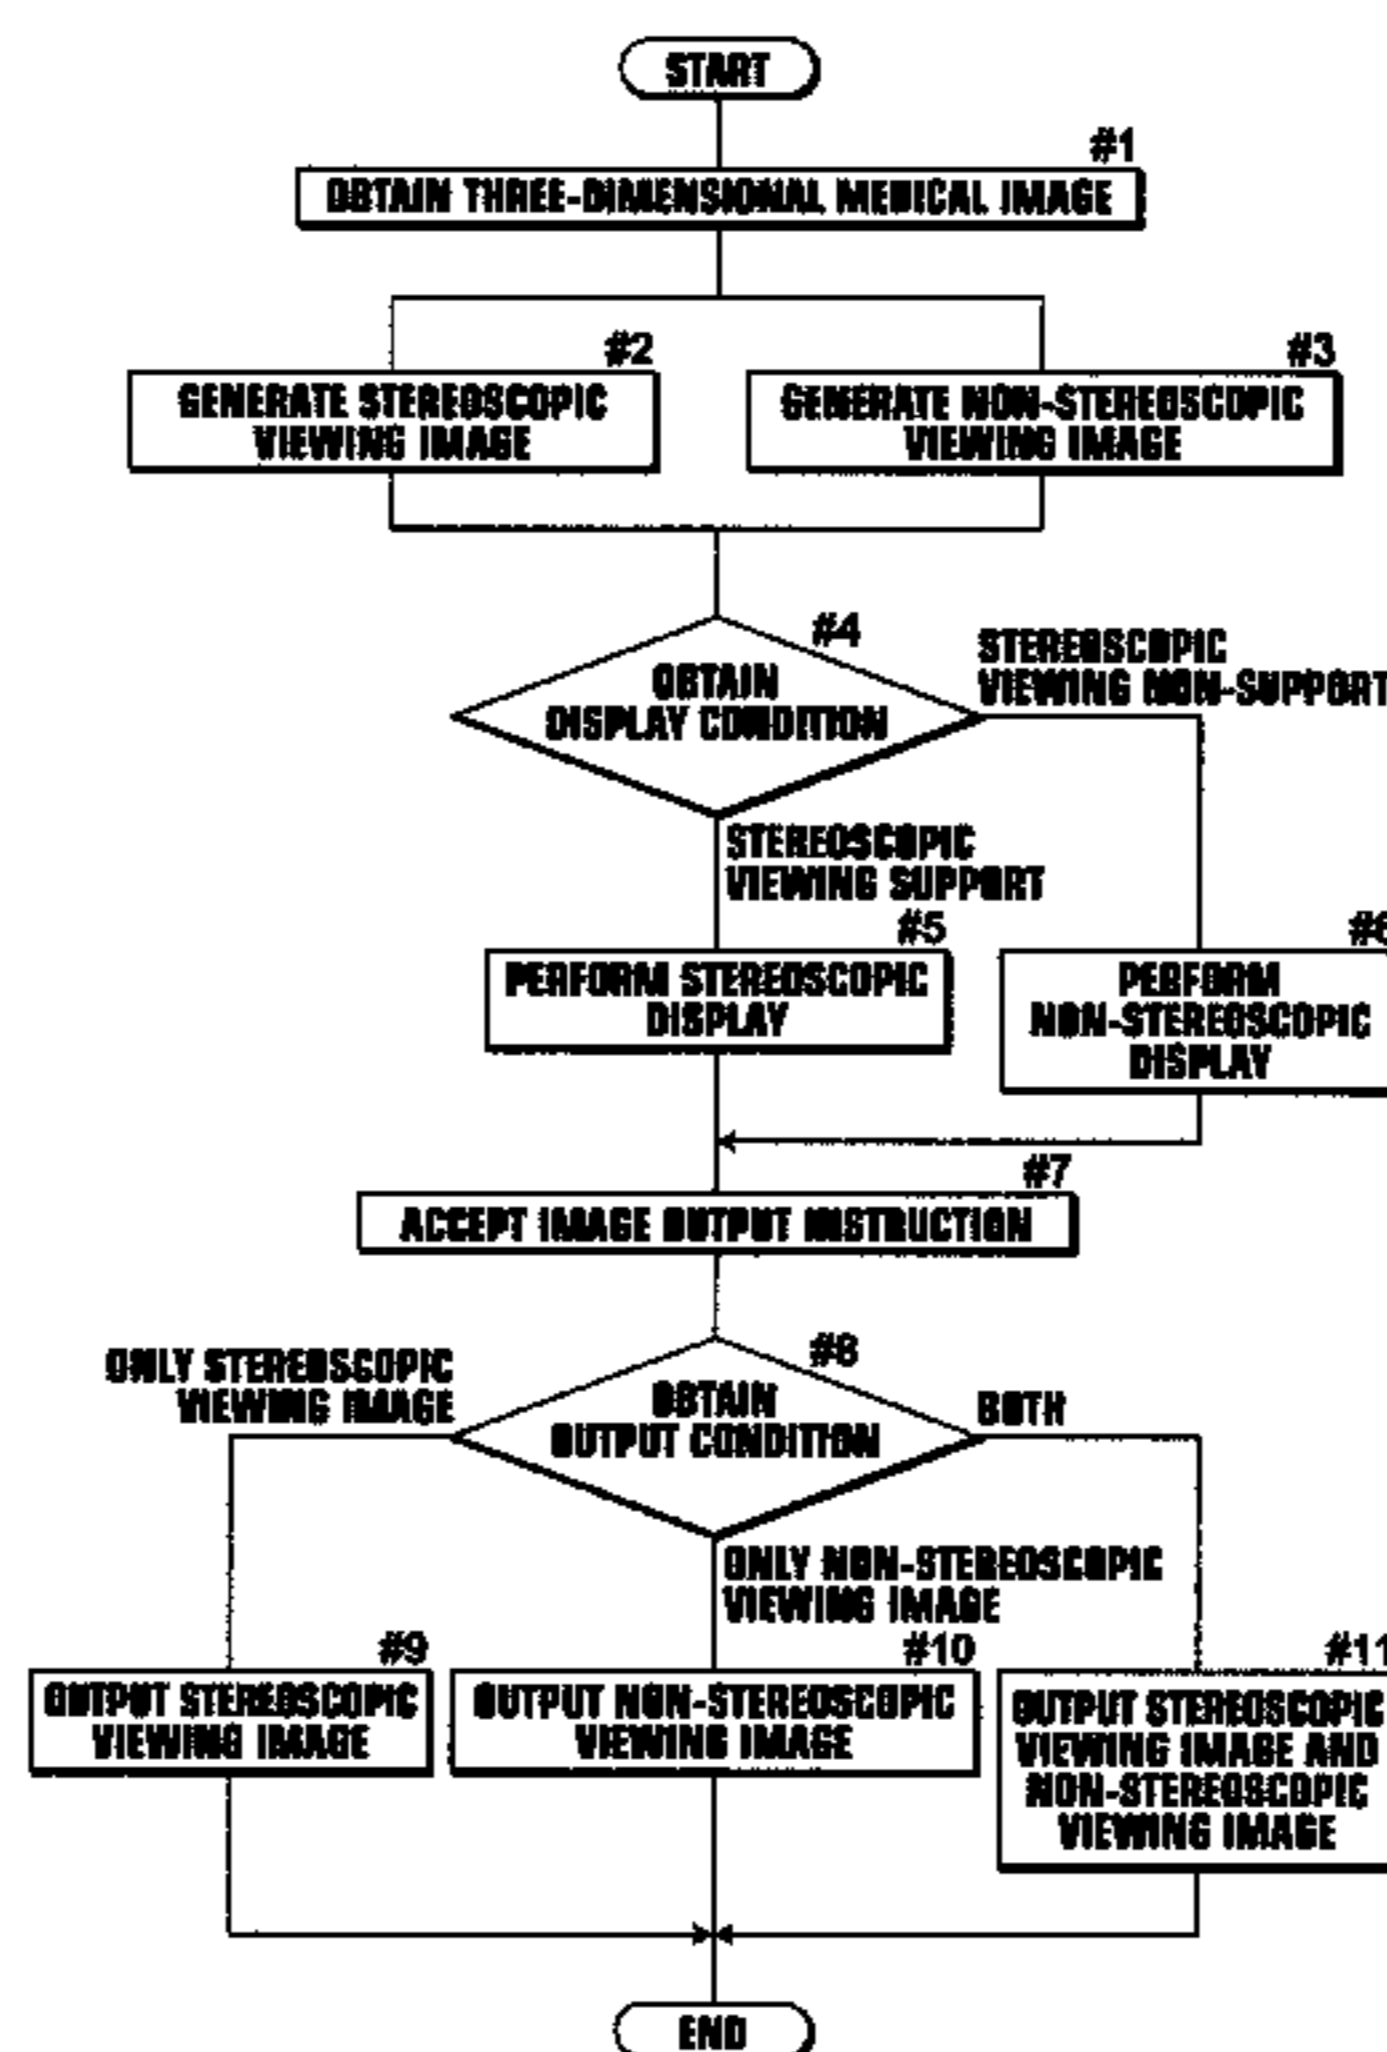 START
#1
OBTAIN THREE-DIMENSIONAL MEDICAL IMAGE
#2
GENERATE STEREOSCOPIC
VIEWING IMAGE
#3
GENERATE NON-STEREOSCOPIC
VIEWING IMAGE
#4
OBTAIN
DISPLAY CONDITION
STEREOSCOPIC
VIEWING NON-SUPPORT
STEREOSCOPIC
VIEWING SUPPORT
#5
PERFORM STEREOSCOPIC
DISPLAY
#6
PERFORM
NON-STEREOSCOPIC
DISPLAY
#7
ACCEPT IMAGE OUTPUT INSTRUCTION
#8
OBTAIN
OUTPUT CONDITION
ONLY STEREOSCOPIC
VIEWING IMAGE
BOTH
ONLY NON-STEREOSCOPIC
VIEWING IMAGE
#9
OUTPUT STEREOSCOPIC
VIEWING IMAGE
#10
OUTPUT NON-STEREOSCOPIC
VIEWING IMAGE
#11
OUTPUT STEREOSCOPIC
VIEWING IMAGE AND
NON-STEREOSCOPIC
VIEWING IMAGE
END